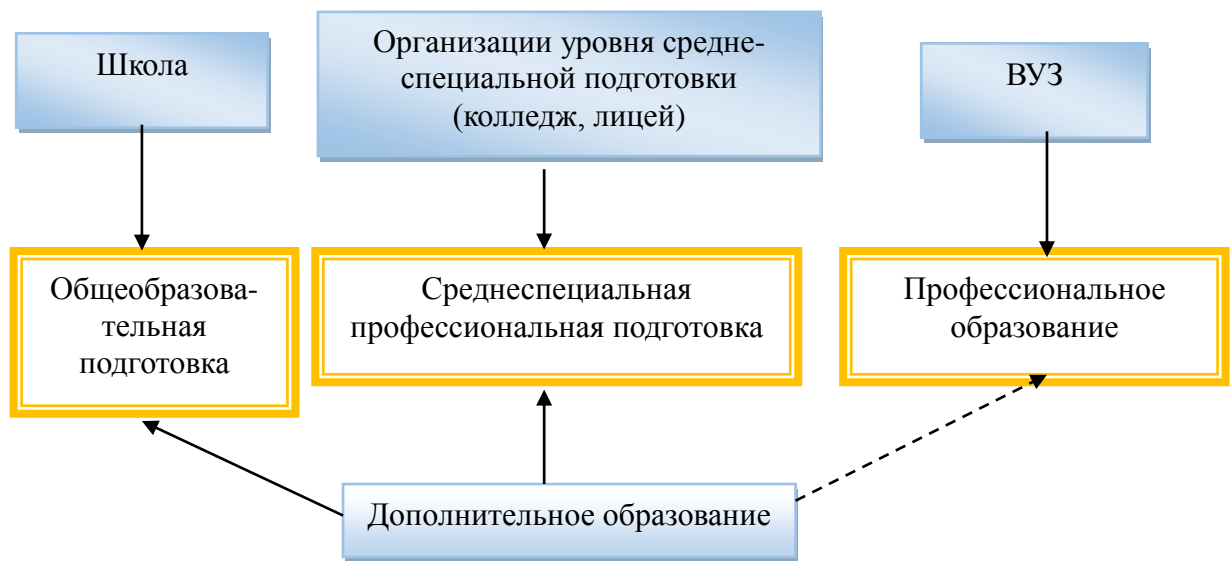 Школа
Организации уровня средне-
специальной подготовки
(колледж, лицей)
ВУЗ
Общеобразова-
тельная
подготовка
Среднеспециальная
профессиональная подготовка
Профессиональное
образование
Дополнительное образование